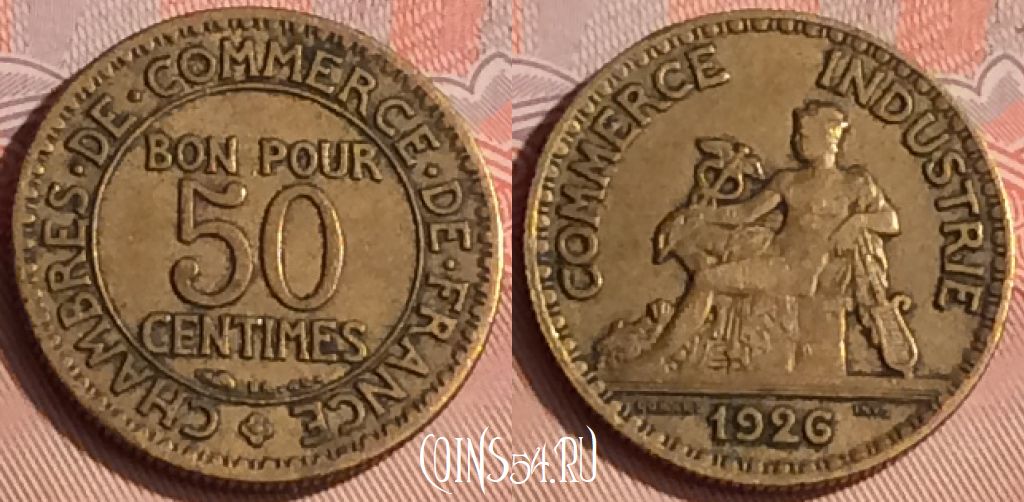 CHAMBRES · DE · COMMERCE · DE · FRANCE
BON POUR
50
CENTIMES
COMMERCE INDUSTRIE
1926
COINS54.RU